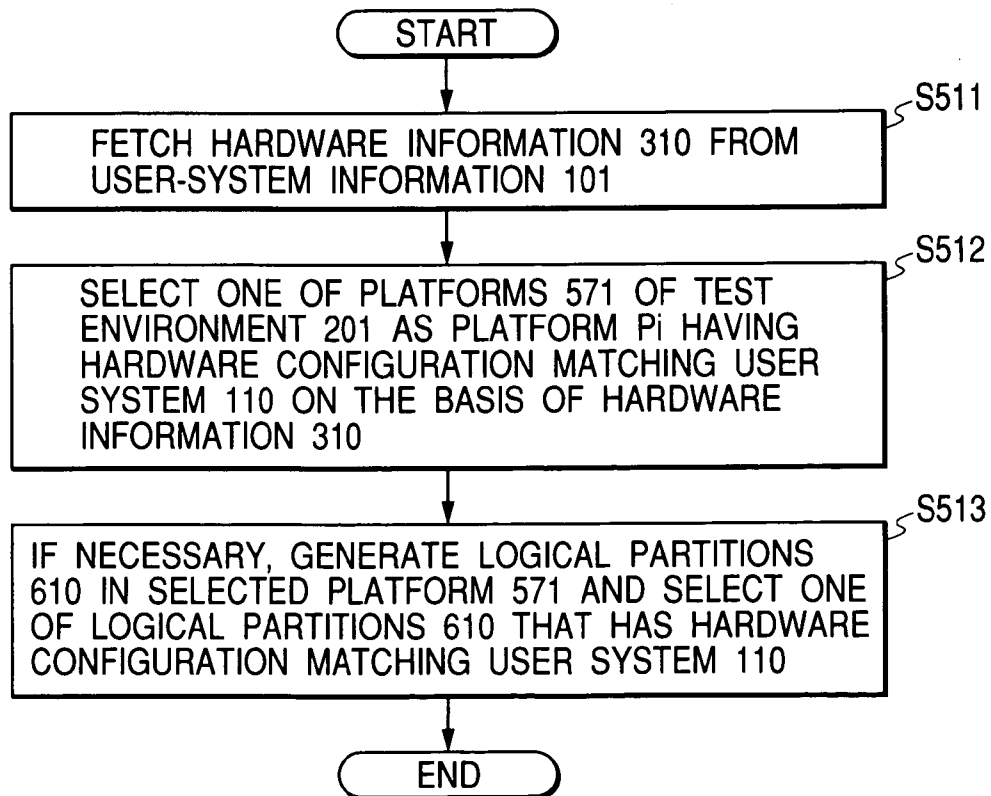 START
S511
FETCH HARDWARE INFORMATION 310 FROM
USER-SYSTEM INFORMATION 101
S512
SELECT ONE OF PLATFORMS 571 OF TEST
ENVIRONMENT 201 AS PLATFORM Pi HAVING
HARDWARE CONFIGURATION MATCHING USER
SYSTEM 110 ON THE BASIS OF HARDWARE
INFORMATION 310
S513
IF NECESSARY, GENERATE LOGICAL PARTITIONS
610 IN SELECTED PLATFORM 571 AND SELECT ONE
OF LOGICAL PARTITIONS 610 THAT HAS HARDWARE
CONFIGURATION MATCHING USER SYSTEM 110
END